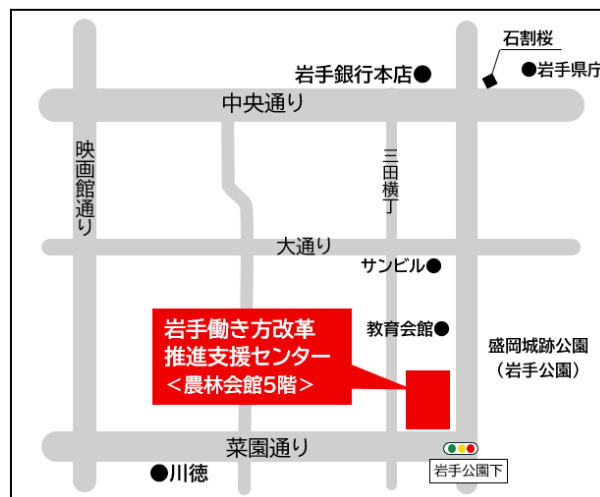 石割桜
岩手銀行本店
岩手県庁
中央通り
映画館通り
三田横丁
大通り
サンビル
岩手働き方改革
推進支援センター
＜農林会館5階＞
教育会館
盛岡城跡公園
（岩手公園）
菜園通り
岩手公園下
川徳